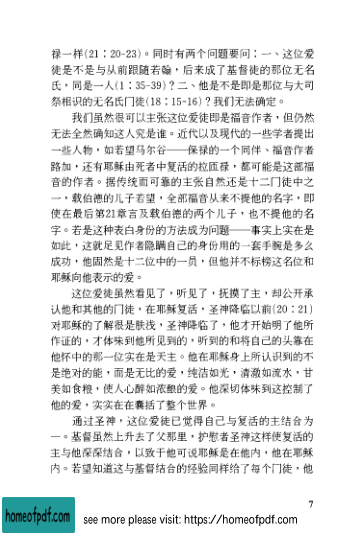 禄一样(21：20-23)。同时有两个问题要问：一、这位爱
徒是不是与从前跟随若翰，后来成了基督徒的那位无名
氏，同是一人(1：35-39)？二、他是不是即是那位与大司
祭相识的无名氏门徒(18：15-16)？我们无法确定。
我们虽然很可以主张这位爱徒即是福音作者，但仍然
无法全然确知这人究是谁。近代以及现代的一些学者提出
一些人物，如若望马尔谷——保禄的一个同伴、福音作者
路加，还有耶稣由死者中复活的拉匝禄，都可能是这部福
音的作者。据传统而可靠的主张自然还是十二门徒中之
一，载伯德的儿子若望，全部福音从来不提他的名字，即
使在最后第21章言及载伯德的两个儿子，也不提他的名
字。若是这种表白身份的方法成为问题——事实上实在是
如此，这就足见作者隐瞒自己的身份用的一套手腕是多么
成功，他固然是十二位中的一员，但他并不标榜这名位和
耶稣向他表示的爱。
这位爱徒虽然看见了，听见了，抚摸了主，却公开承
认他和其他的门徒，在耶稣复活，圣神降临以前(20：21)
对耶稣的了解很是肤浅，圣神降临了，他才开始明了他所
作证的，才体味到他所见到的，听到的和将自己的头靠在
他怀中的那一位实在是天主。他在耶稣身上所认识到的不
是绝对的能，而是无比的爱，纯洁如光，清澈如流水，甘
美如食粮，使人心醉如浓酿的爱。他深切体味到这控制了
他的爱，实实在在囊括了整个世界。
通过圣神，这位爱徒已觉得自己与复活的主结合为
一。基督虽然上升去了父那里，护慰者圣神这样使复活的
主与他深深结合，以致于他可说耶稣是在他内，他在耶稣
内。若望知道这与基督结合的经验同样给了每个门徒，他
7
homeofpdf.com
see more please visit: https://homeofpdf.com